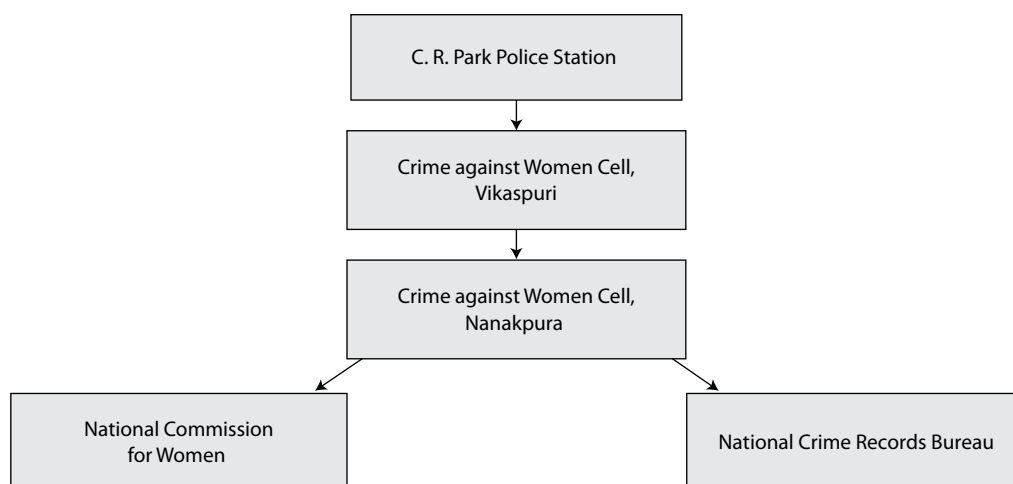 C. R. Park Police Station
Crime against Women Cell,
Vikaspuri
Crime against Women Cell,
Nanakpura
National Commission
for Women
National Crime Records Bureau